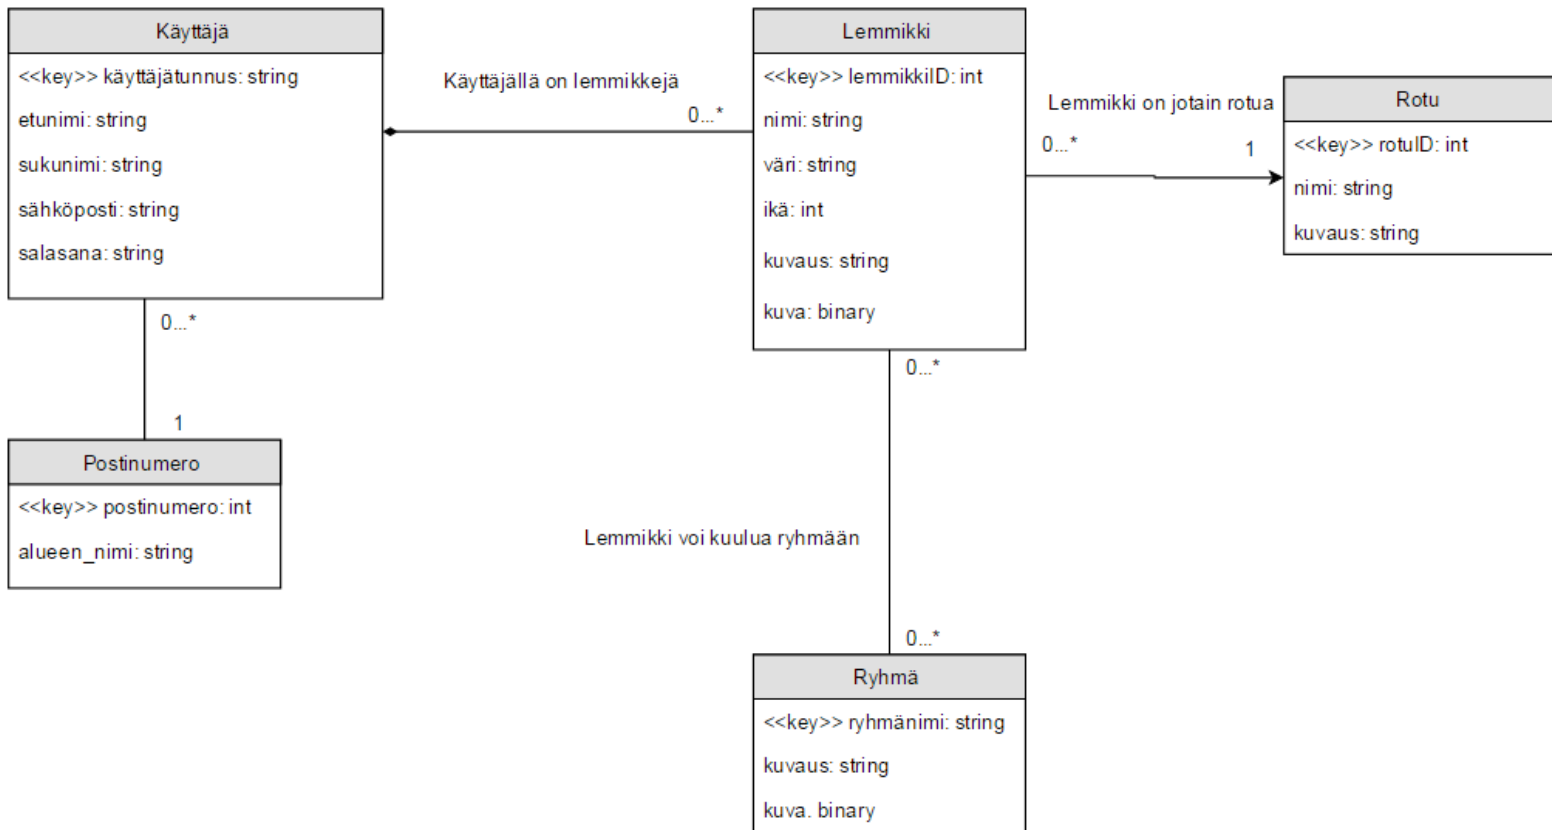 Käyttäjä
<<key>> käyttäjätunnus: string
etunimi: string
sukunimi: string
sähköposti: string
salasana: string
Käyttäjällä on lemmikkejä
0...*
Lemmikki
<<key>> lemmikkiID: int
nimi: string
väri: string
ikä: int
kuvaus: string
kuva: binary
Lemmikki on jotain rotua
0...*
1
Rotu
<<key>> rotuID: int
nimi: string
kuvaus: string
0...*
1
Postinumero
<<key>> postinumero: int
alueen_nimi: string
0...*
Lemmikki voi kuulua ryhmään
0...*
Ryhmä
<<key>> ryhmänimi: string
kuvaus: string
kuva. binary